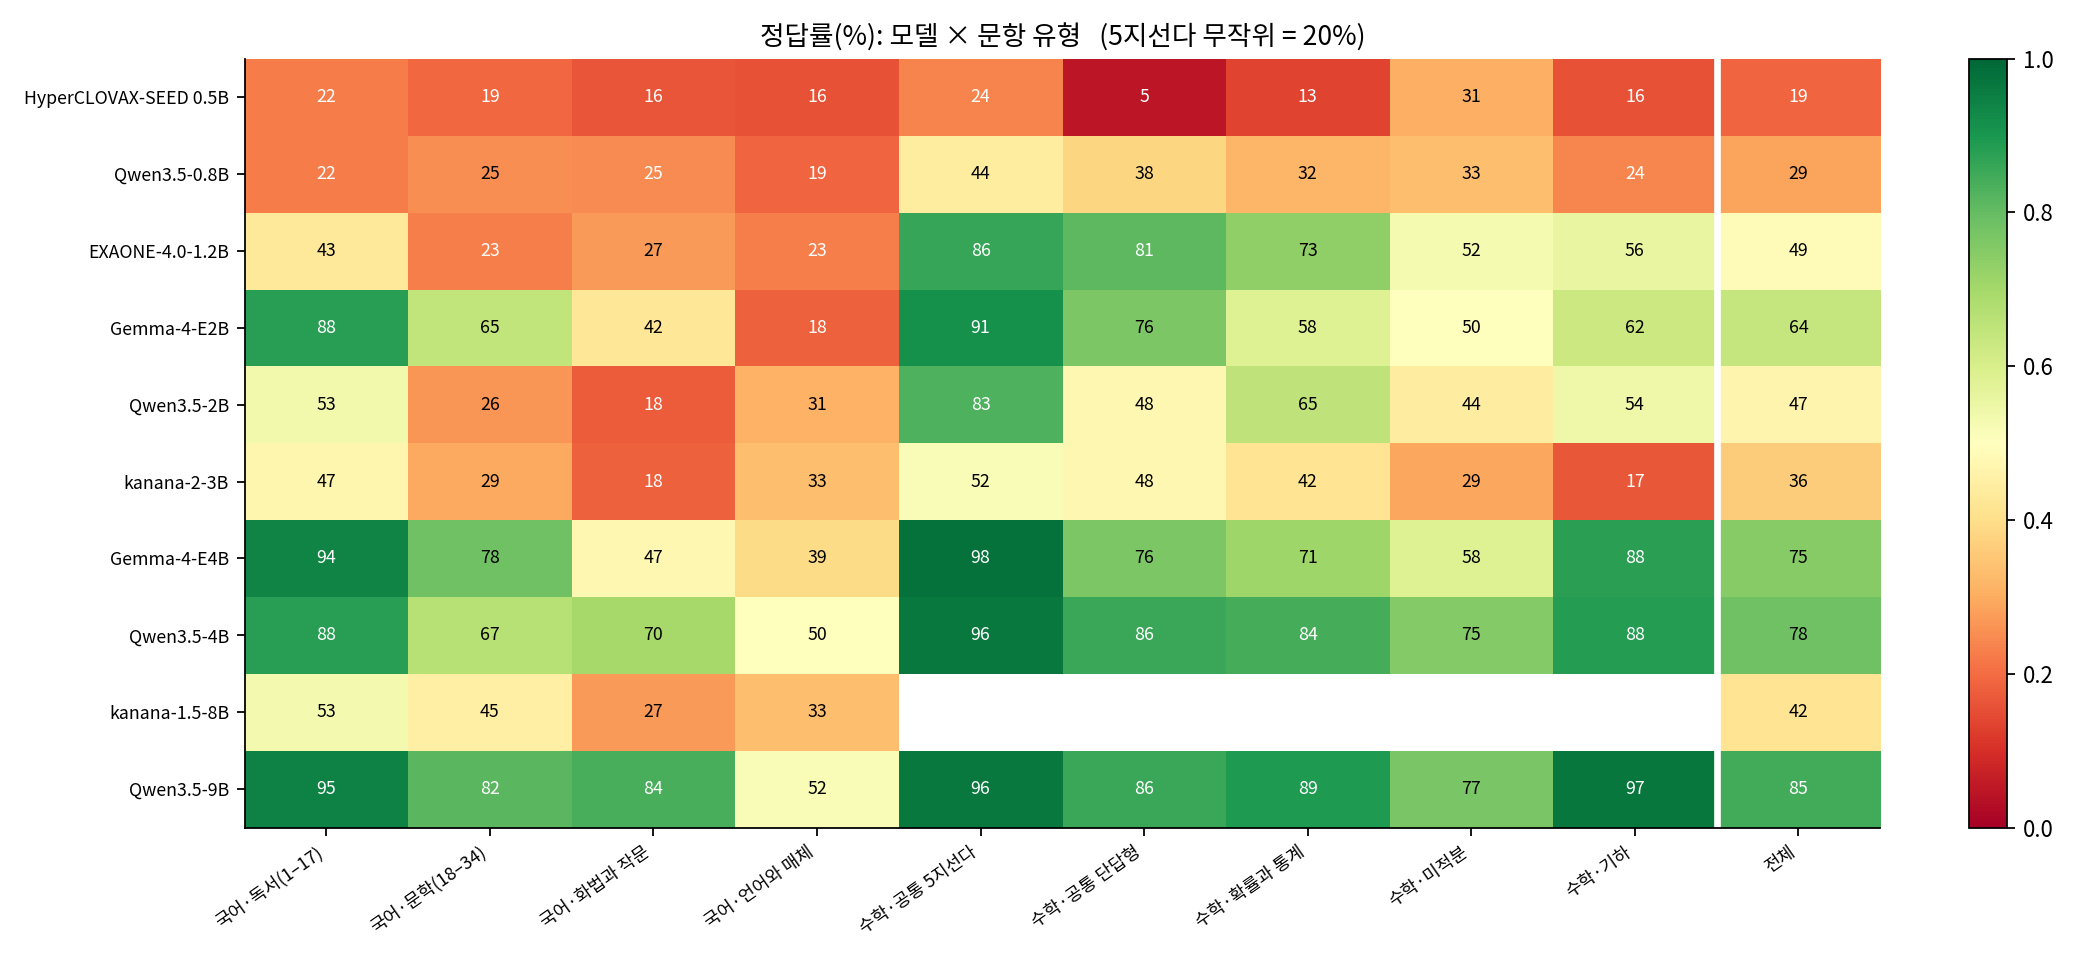 정답률(%): 모델 × 문항 유형 (5지선다 무작위 = 20%)
HyperCLOVAX-SEED 0.5B 22 19 16 16 24 5 13 31 16 19
Qwen3.5-0.8B 22 25 25 19 44 38 32 33 24 29
EXAONE-4.0-1.2B 43 23 27 23 86 81 73 52 56 49
Gemma-4-E2B 88 65 42 18 91 76 58 50 62 64
Qwen3.5-2B 53 26 18 31 83 48 65 44 54 47
kanana-2-3B 47 29 18 33 52 48 42 29 17 36
Gemma-4-E4B 94 78 47 39 98 76 71 58 88 75
Qwen3.5-4B 88 67 70 50 96 86 84 75 88 78
kanana-1.5-8B 53 45 27 33 42
Qwen3.5-9B 95 82 84 52 96 86 89 77 97 85
국어·독서(1–17)
국어·문학(18–34)
국어·화법과 작문
국어·언어와 매체
수학·공통 5지선다
수학·공통 단답형
수학·확률과 통계
수학·미적분
수학·기하
전체
1.0
0.8
0.6
0.4
0.2
0.0